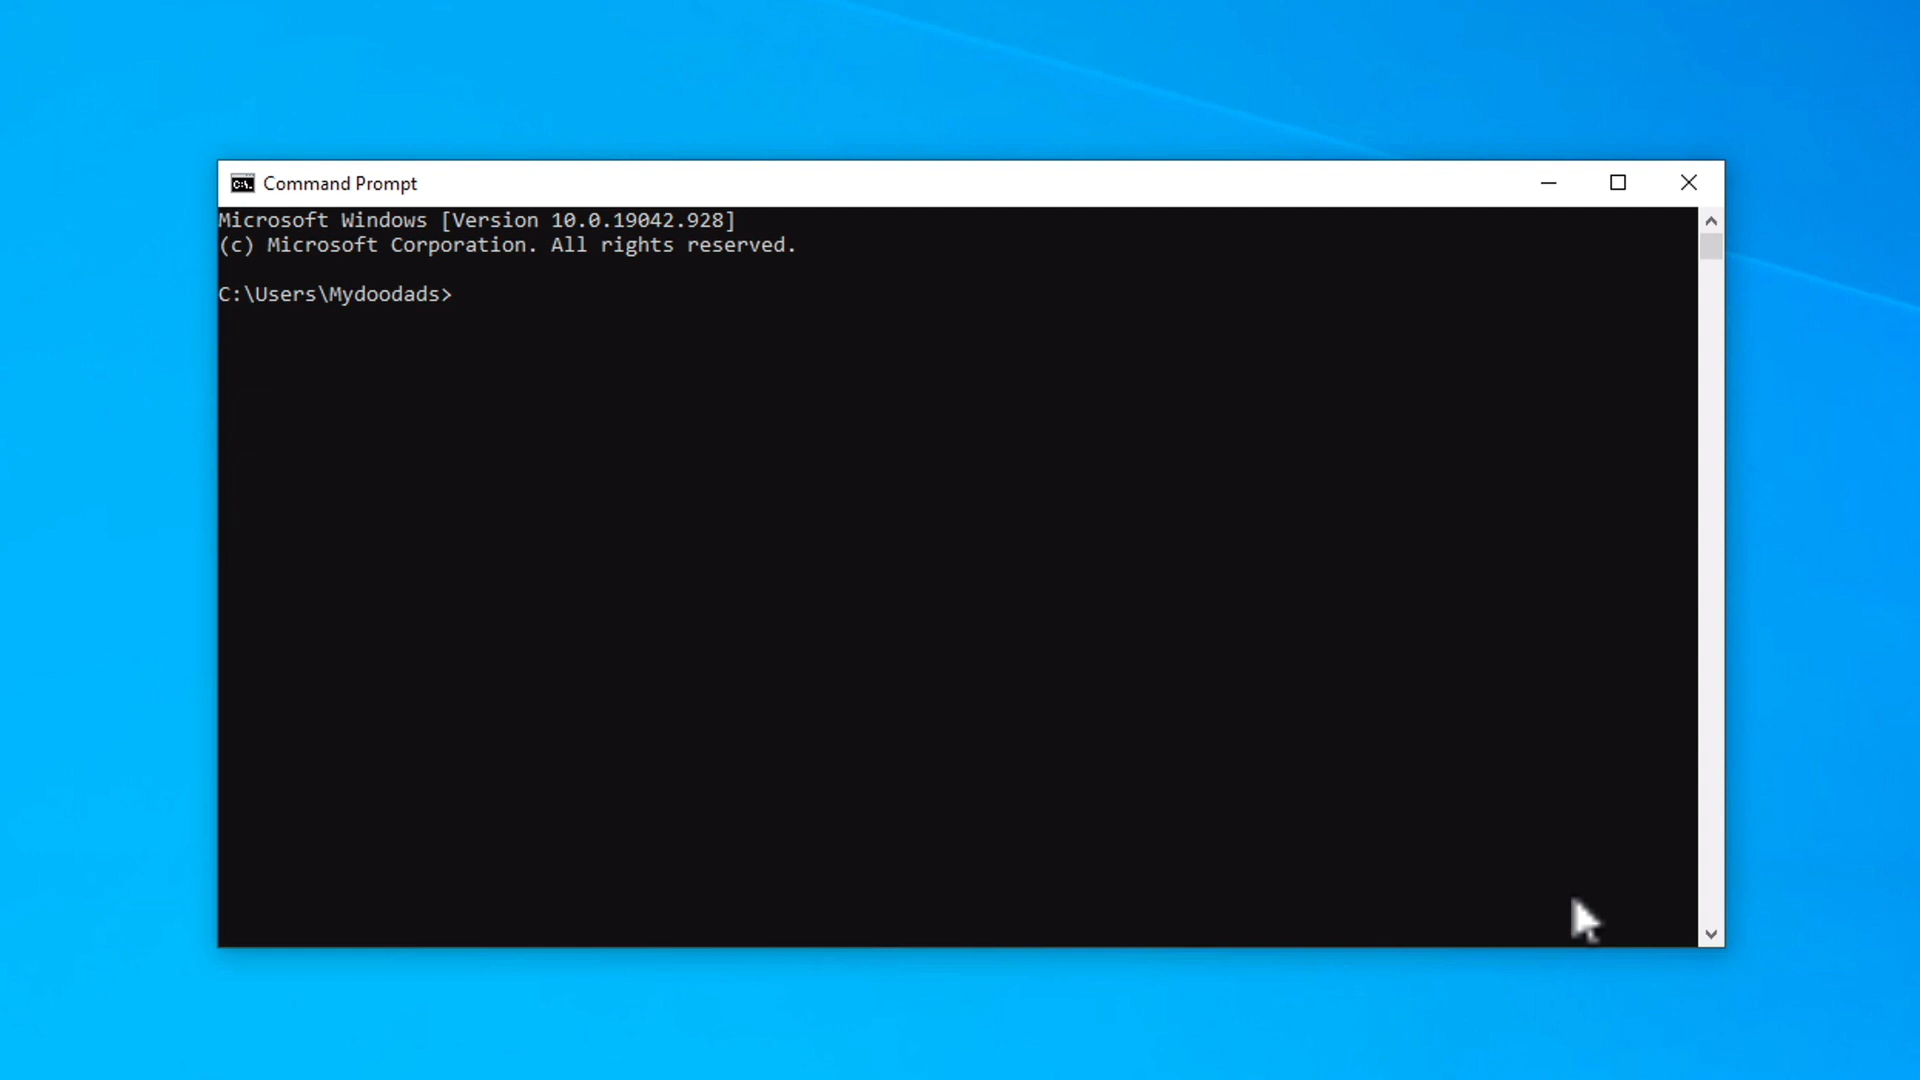 Command Prompt
Microsoft Windows [Version 10.0.19042.928]
(c) Microsoft Corporation. All rights reserved.
C:\Users\Mydoodads>